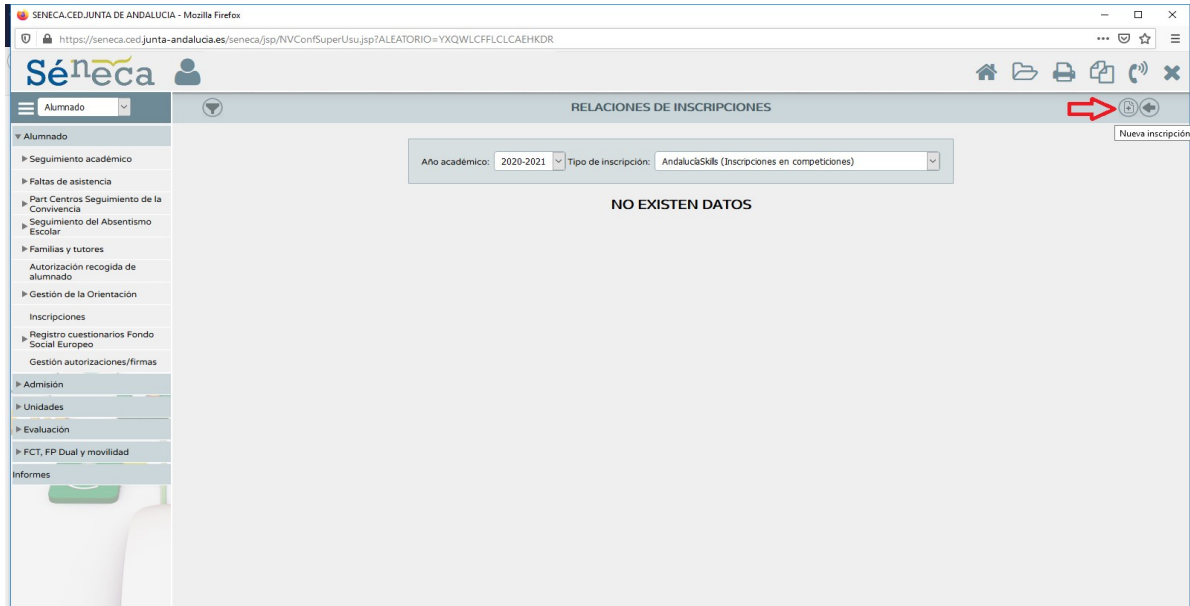 SENECA.CED.JUNTA DE ANDALUCIA - Mozilla Firefox
https://seneca.ced.junta-andalucia.es/seneca/jsp/NVConfSuperUsu.jsp?ALEATORIO=YXQWLCFFLCLCAEHKDR
Séneca
Alumnado
RELACIONES DE INSCRIPCIONES
Nueva inscripción
Alumnado
Seguimiento académico
Faltas de asistencia
Part Centros Seguimiento de la
Convivencia
Seguimiento del Absentismo
Escolar
Familias y tutores
Autorización recogida de
alumnado
Gestión de la Orientación
Inscripciones
Registro cuestionarios Fondo
Social Europeo
Gestión autorizaciones/firmas
Admisión
Unidades
Evaluación
FCT, FP Dual y movilidad
Informes
Año académico: 2020-2021 Tipo de inscripción: AndalucíaSkills (Inscripciones en competiciones)
NO EXISTEN DATOS